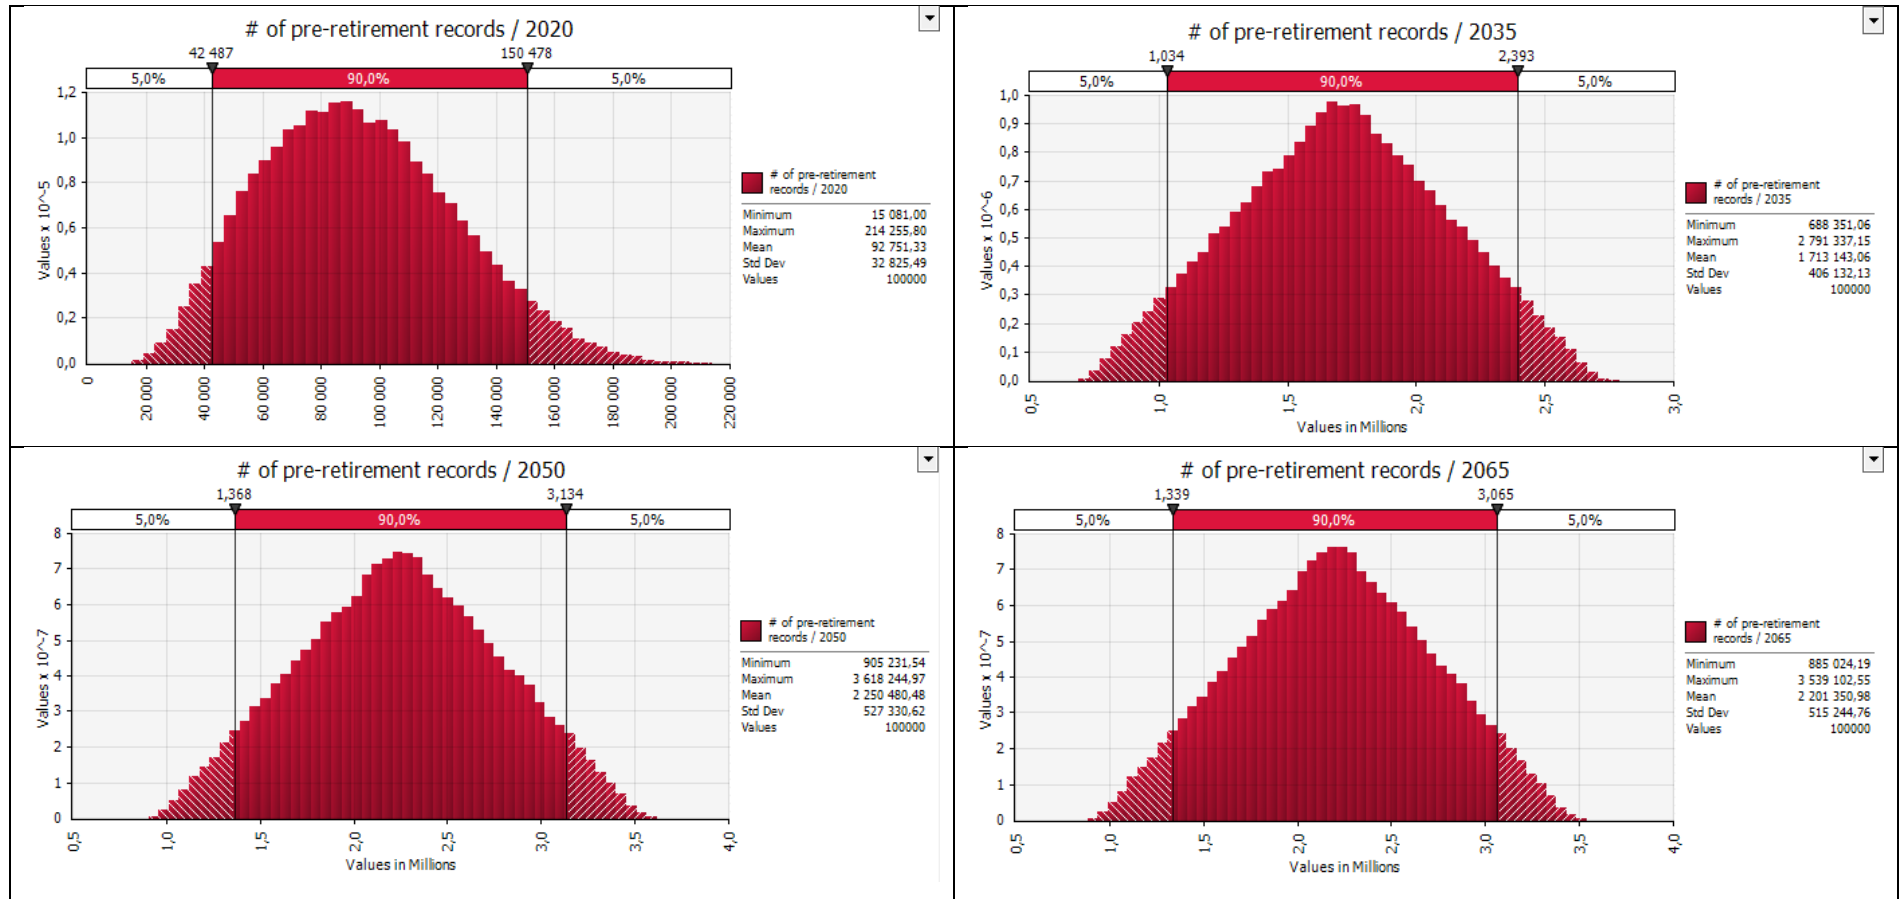 # of pre-retirement records / 2020
42 487
150 478
5,0%
90,0%
5,0%
1,2
1,0
0,8
0,6
0,4
0,2
0,0
Values x 10^-5
0
20 000
40 000
60 000
80 000
100 000
120 000
140 000
160 000
180 000
200 000
220 000
# of pre-retirement
records / 2020
Minimum 15 081,00
Maximum 214 255,80
Mean 92 751,33
Std Dev 32 825,49
Values 100000
# of pre-retirement records / 2035
1,034
2,393
5,0%
90,0%
5,0%
1,0
0,9
0,8
0,7
0,6
0,5
0,4
0,3
0,2
0,1
0,0
Values x 10^-6
0,5
1,0
1,5
2,0
2,5
3,0
Values in Millions
# of pre-retirement
records / 2035
Minimum 688 351,06
Maximum 2 791 337,15
Mean 1 713 143,06
Std Dev 406 132,13
Values 100000
# of pre-retirement records / 2050
1,368
3,134
5,0%
90,0%
5,0%
8
7
6
5
4
3
2
1
0
Values x 10^-7
0,5
1,0
1,5
2,0
2,5
3,0
3,5
4,0
Values in Millions
# of pre-retirement
records / 2050
Minimum 905 231,54
Maximum 3 618 244,97
Mean 2 250 480,48
Std Dev 527 330,62
Values 100000
# of pre-retirement records / 2065
1,339
3,065
5,0%
90,0%
5,0%
8
7
6
5
4
3
2
1
0
Values x 10^-7
0,5
1,0
1,5
2,0
2,5
3,0
3,5
4,0
Values in Millions
# of pre-retirement
records / 2065
Minimum 885 024,19
Maximum 3 539 102,55
Mean 2 201 350,98
Std Dev 515 244,76
Values 100000